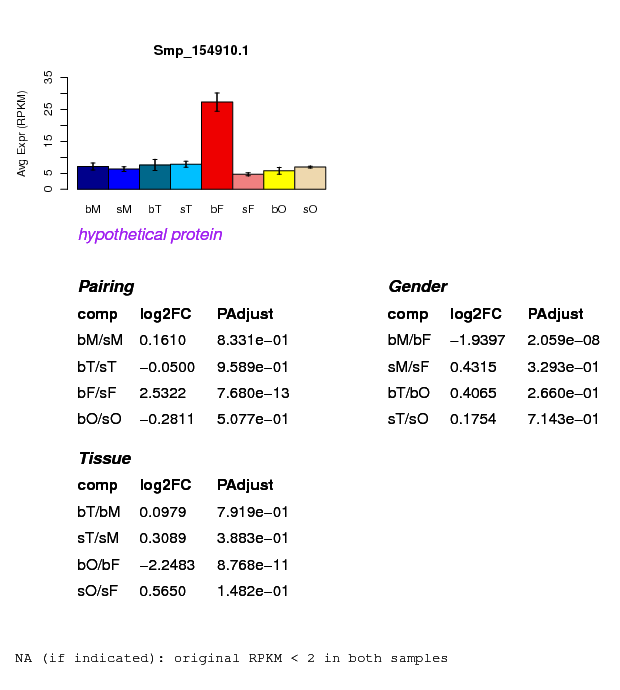 Smp_154910.1
Avg Expr (RPKM)
0 5 15 25 35
bM sM bT sT bF sF bO sO
hypothetical protein
Pairing
comp log2FC PAdjust
bM/sM 0.1610 8.331e−01
bT/sT −0.0500 9.589e−01
bF/sF 2.5322 7.680e−13
bO/sO −0.2811 5.077e−01
Gender
comp log2FC PAdjust
bM/bF −1.9397 2.059e−08
sM/sF 0.4315 3.293e−01
bT/bO 0.4065 2.660e−01
sT/sO 0.1754 7.143e−01
Tissue
comp log2FC PAdjust
bT/bM 0.0979 7.919e−01
sT/sM 0.3089 3.883e−01
bO/bF −2.2483 8.768e−11
sO/sF 0.5650 1.482e−01
NA (if indicated): original RPKM < 2 in both samples